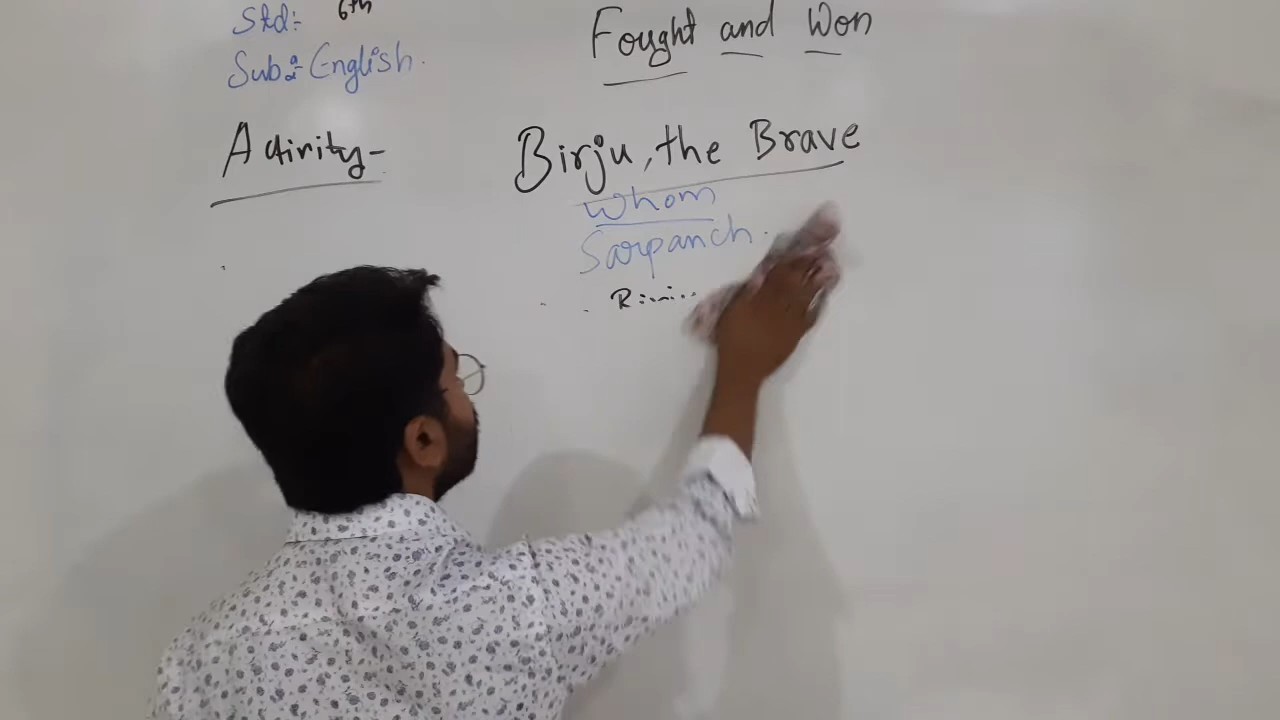 Std:- 6th
Sub:- English.
Fought and Won
Activity-
Birju, the Brave
Whom
Sarpanch.